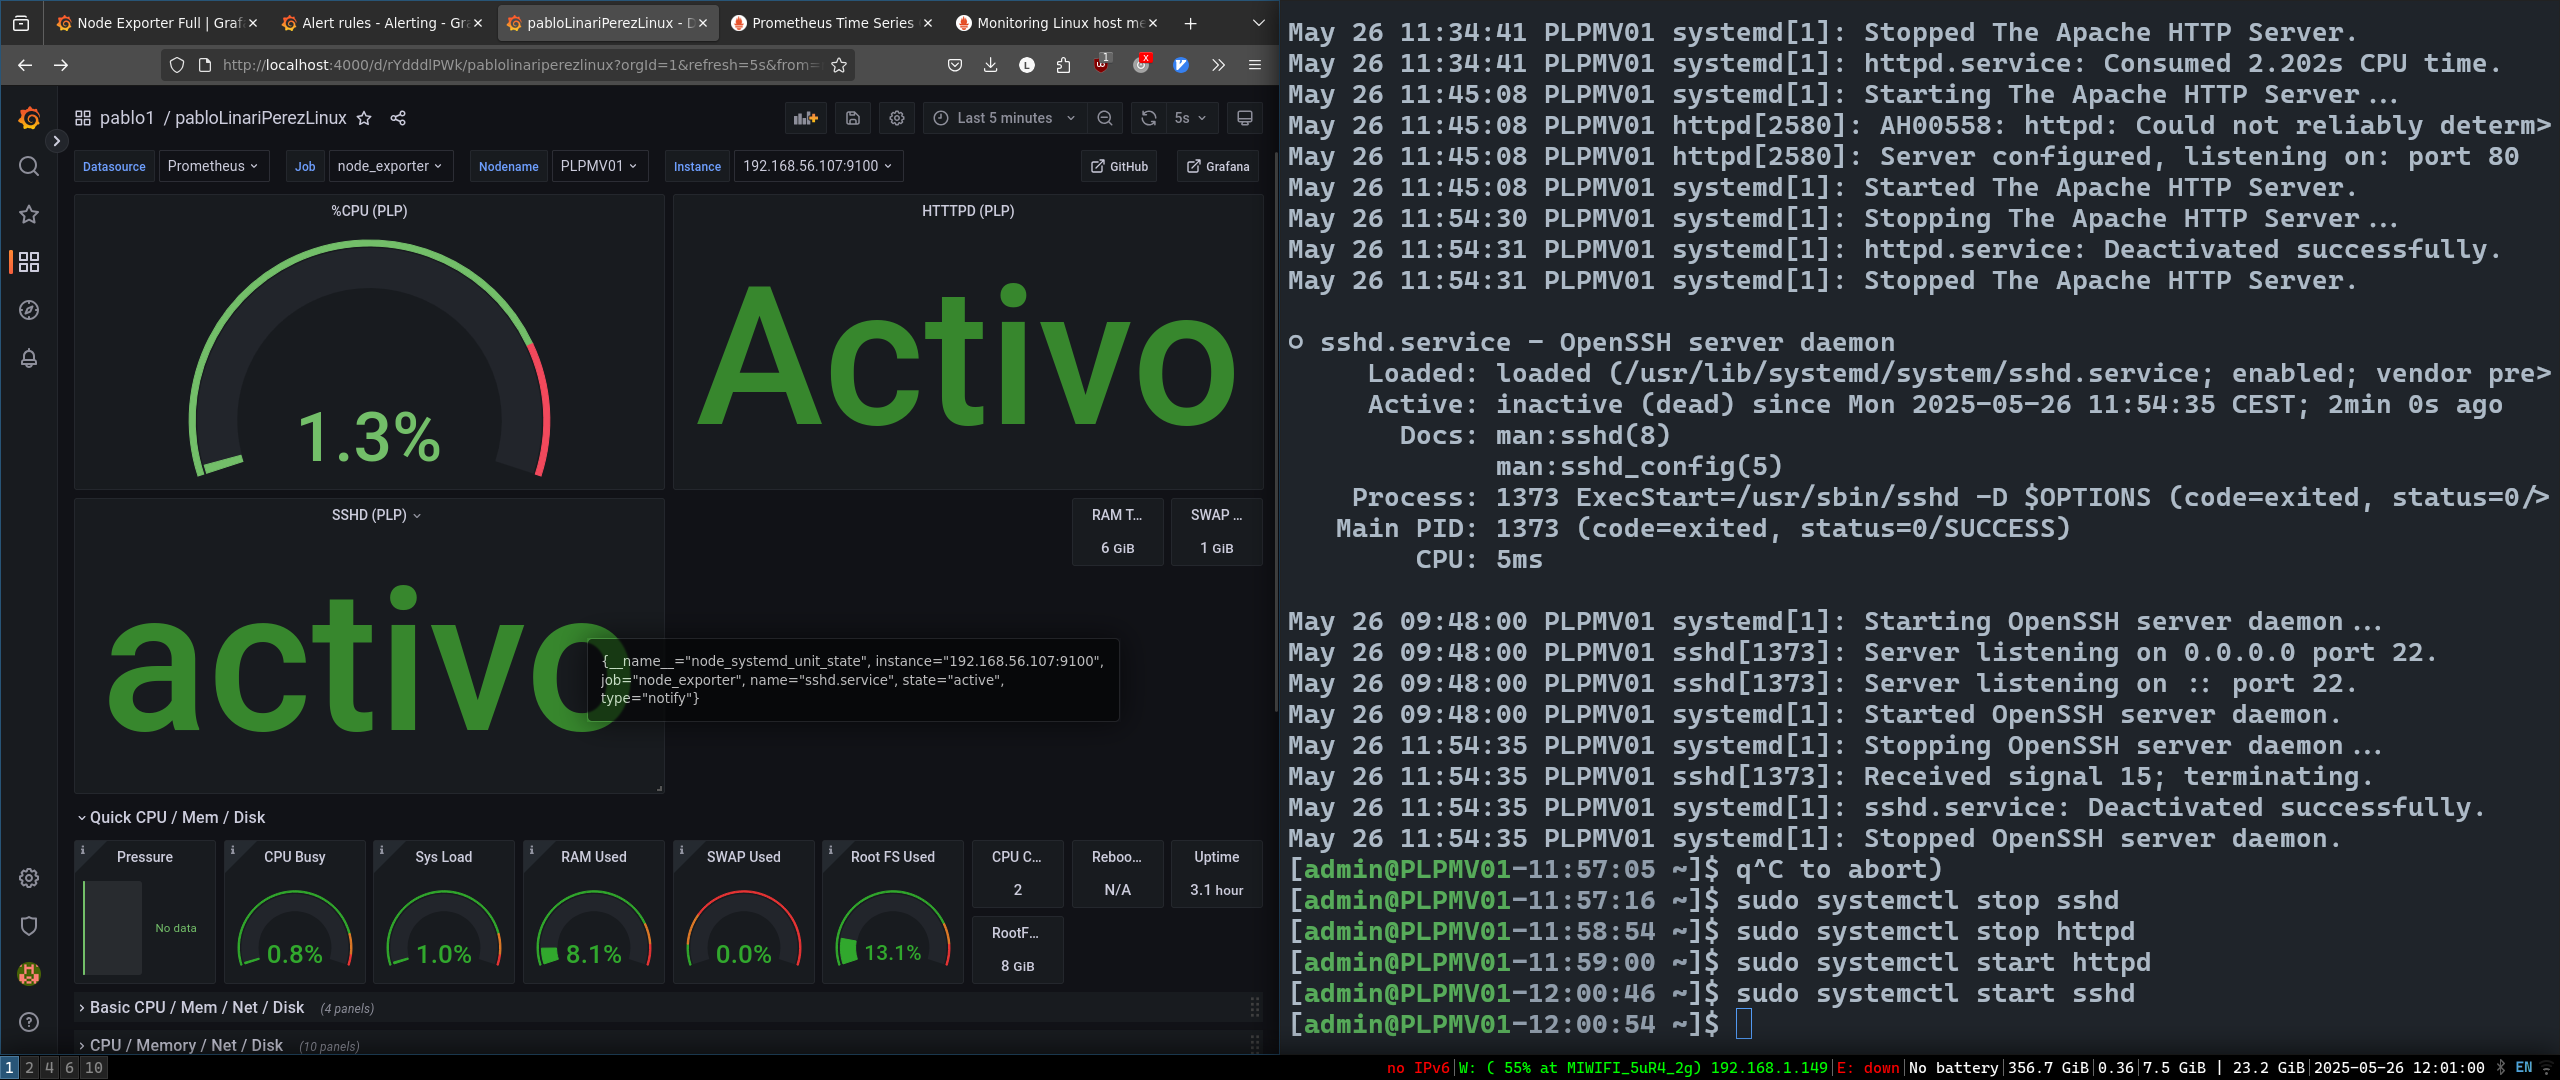 Node Exporter Full | Graf
Alert rules - Alerting - Gra
pabloLinariPerezLinux - D
Prometheus Time Series
Monitoring Linux host me
http://localhost:4000/d/rYdddlPWk/pablolinariperezlinux?orgId=1&refresh=5s&from=
pablo1 / pabloLinariPerezLinux
Last 5 minutes
5s
Datasource Prometheus Job node_exporter Nodename PLPMV01 Instance 192.168.56.107:9100 GitHub Grafana
%CPU (PLP)
1.3%
HTTTPD (PLP)
Activo
SSHD (PLP)
activo
RAM T...
6 GiB
SWAP ...
1 GiB
{__name__="node_systemd_unit_state", instance="192.168.56.107:9100",
job="node_exporter", name="sshd.service", state="active",
type="notify"}
Quick CPU / Mem / Disk
Pressure
No data
CPU Busy
0.8%
Sys Load
1.0%
RAM Used
8.1%
SWAP Used
0.0%
Root FS Used
13.1%
CPU C...
2
Reboo...
N/A
Uptime
3.1 hour
RootF...
8 GiB
Basic CPU / Mem / Net / Disk (4 panels)
CPU / Memory / Net / Disk (10 panels)
May 26 11:34:41 PLPMV01 systemd[1]: Stopped The Apache HTTP Server.
May 26 11:34:41 PLPMV01 systemd[1]: httpd.service: Consumed 2.202s CPU time.
May 26 11:45:08 PLPMV01 systemd[1]: Starting The Apache HTTP Server...
May 26 11:45:08 PLPMV01 httpd[2580]: AH00558: httpd: Could not reliably determ>
May 26 11:45:08 PLPMV01 httpd[2580]: Server configured, listening on: port 80
May 26 11:45:08 PLPMV01 systemd[1]: Started The Apache HTTP Server.
May 26 11:54:30 PLPMV01 systemd[1]: Stopping The Apache HTTP Server...
May 26 11:54:31 PLPMV01 systemd[1]: httpd.service: Deactivated successfully.
May 26 11:54:31 PLPMV01 systemd[1]: Stopped The Apache HTTP Server.
○ sshd.service - OpenSSH server daemon
Loaded: loaded (/usr/lib/systemd/system/sshd.service; enabled; vendor pre>
Active: inactive (dead) since Mon 2025-05-26 11:54:35 CEST; 2min 0s ago
Docs: man:sshd(8)
man:sshd_config(5)
Process: 1373 ExecStart=/usr/sbin/sshd -D $OPTIONS (code=exited, status=0/>
Main PID: 1373 (code=exited, status=0/SUCCESS)
CPU: 5ms
May 26 09:48:00 PLPMV01 systemd[1]: Starting OpenSSH server daemon...
May 26 09:48:00 PLPMV01 sshd[1373]: Server listening on 0.0.0.0 port 22.
May 26 09:48:00 PLPMV01 sshd[1373]: Server listening on :: port 22.
May 26 09:48:00 PLPMV01 systemd[1]: Started OpenSSH server daemon.
May 26 11:54:35 PLPMV01 systemd[1]: Stopping OpenSSH server daemon...
May 26 11:54:35 PLPMV01 sshd[1373]: Received signal 15; terminating.
May 26 11:54:35 PLPMV01 systemd[1]: sshd.service: Deactivated successfully.
May 26 11:54:35 PLPMV01 systemd[1]: Stopped OpenSSH server daemon.
[admin@PLPMV01-11:57:05 ~]$ q^C to abort)
[admin@PLPMV01-11:57:16 ~]$ sudo systemctl stop sshd
[admin@PLPMV01-11:58:54 ~]$ sudo systemctl stop httpd
[admin@PLPMV01-11:59:00 ~]$ sudo systemctl start httpd
[admin@PLPMV01-12:00:46 ~]$ sudo systemctl start sshd
[admin@PLPMV01-12:00:54 ~]$
1 2 4 6 10
no IPv6|W: ( 55% at MIWIFI_5uR4_2g) 192.168.1.149|E: down|No battery|356.7 GiB|0.36|7.5 GiB | 23.2 GiB|2025-05-26 12:01:00 EN